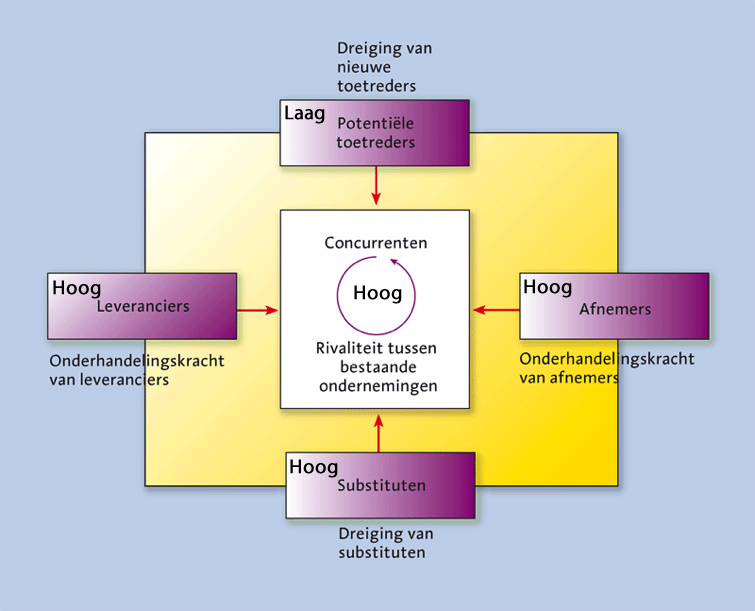 Dreiging van
nieuwe
toetreders
Laag
Potentiële
toetreders
Concurrenten
Hoog
Rivaliteit tussen
bestaande
ondernemingen
Hoog
Leveranciers
Onderhandelingskracht
van leveranciers
Hoog
Afnemers
Onderhandelingskracht
van afnemers
Hoog
Substituten
Dreiging van
substituten